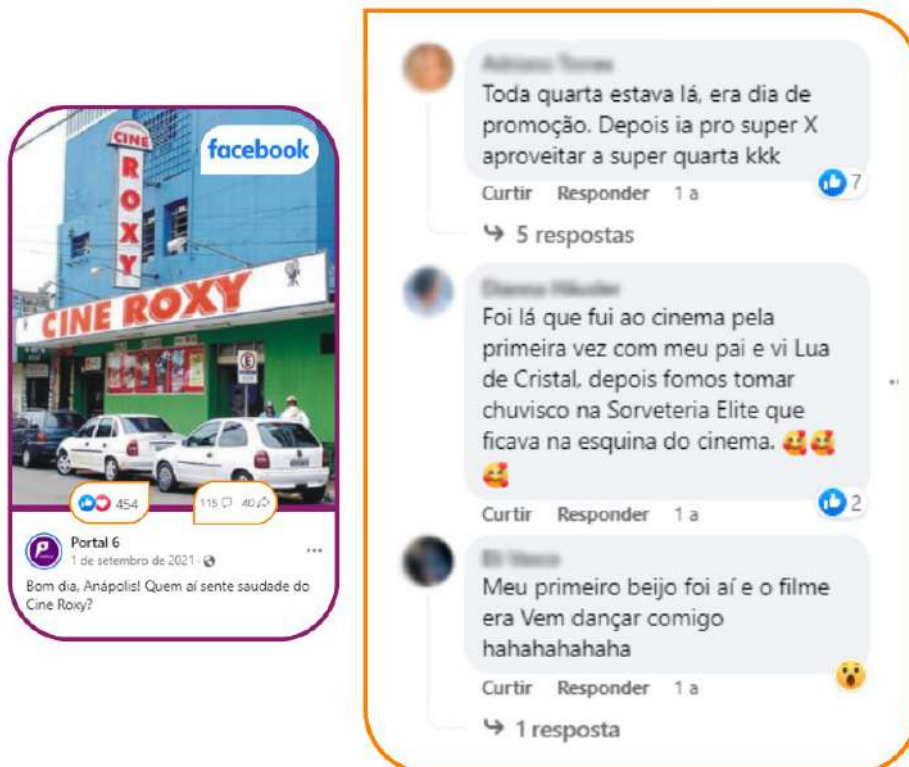 CINE
ROXY
facebook
CINE ROXY
E
454
115
40
Portal 6
1 de setembro de 2021 ·
Bom dia, Anápolis! Quem aí sente saudade do
Cine Roxy?
Toda quarta estava lá, era dia de
promoção. Depois ia pro super X
aproveitar a super quarta kkk
7
Curtir Responder 1 a
5 respostas
Foi lá que fui ao cinema pela
primeira vez com meu pai e vi Lua
de Cristal, depois fomos tomar
chuvisco na Sorveteria Elite que
ficava na esquina do cinema. 🥰🥰
🥰
2
Curtir Responder 1 a
Meu primeiro beijo foi aí e o filme
era Vem dançar comigo
hahahahahaha
Curtir Responder 1 a
1 resposta